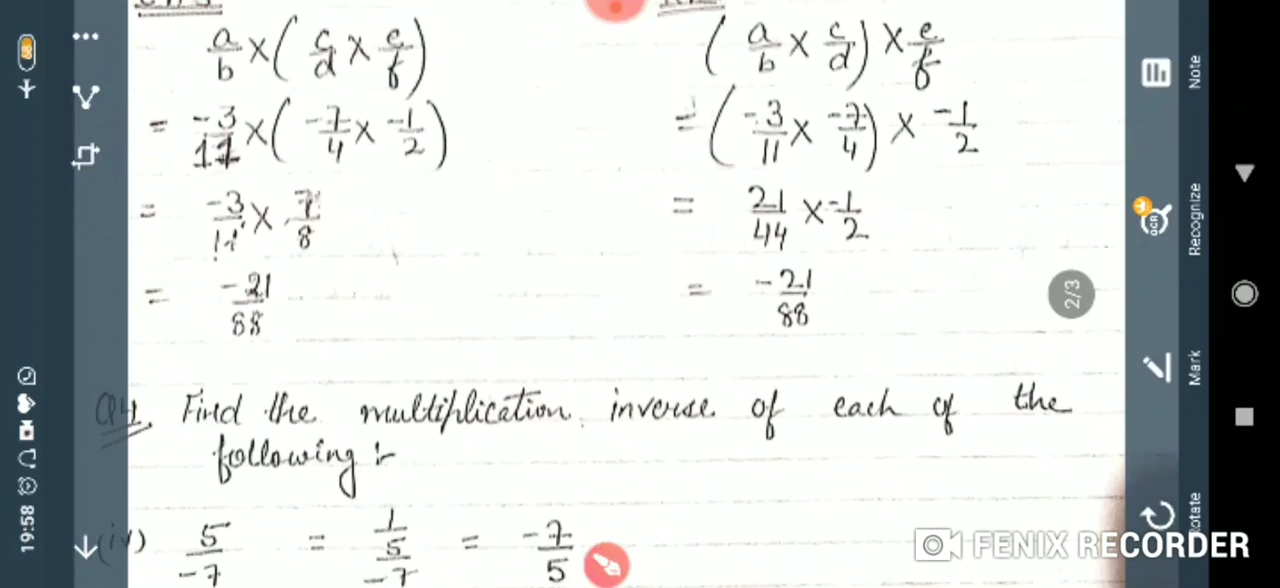 a/b × ( c/d × e/f )
= -3/11 × ( -7/4 × -1/2 )
= -3/11 × 7/8
= -21/88
( a/b × c/d ) × e/f
= ( -3/11 × -7/4 ) × -1/2
= 21/44 × -1/2
= -21/88
Q4. Find the multiplication inverse of each of the
following :-
(iv) 5/-7 = 1/(5/-7) = -7/5
2/3
Note
Recognize
Mark
Rotate
19:58
FENIX RECORDER